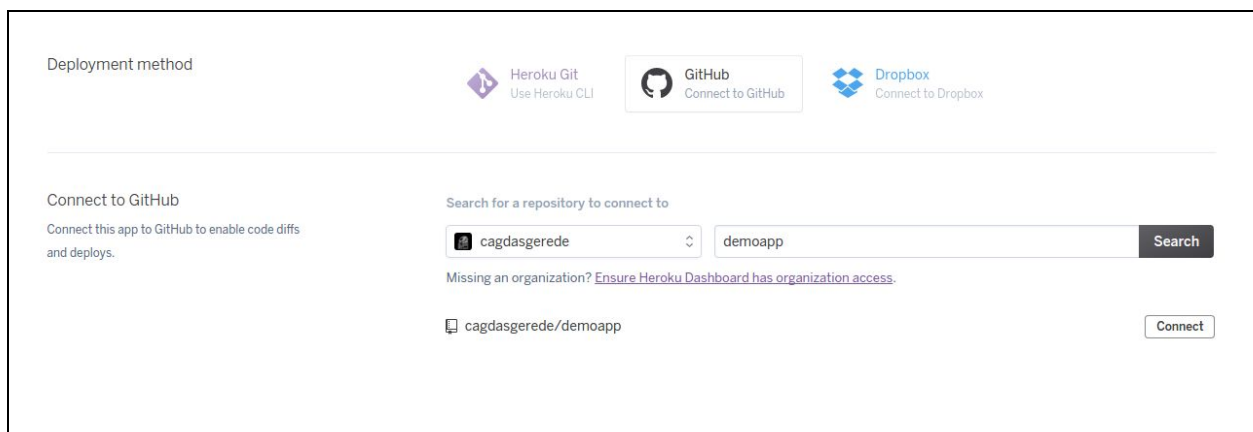 Deployment method
Heroku Git
Use Heroku CLI
GitHub
Connect to GitHub
Dropbox
Connect to Dropbox
Connect to GitHub
Connect this app to GitHub to enable code diffs
and deploys.
Search for a repository to connect to
cagdasgerede
demoapp
Search
Missing an organization? Ensure Heroku Dashboard has organization access.
cagdasgerede/demoapp
Connect